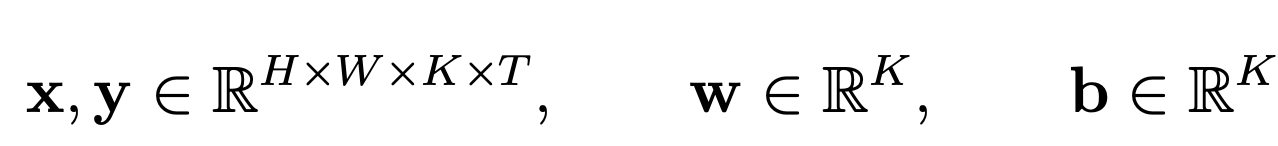 𝐱, 𝐲 ∈ ℝ^{H×W×K×T}, 𝐰 ∈ ℝ^K, 𝐛 ∈ ℝ^K